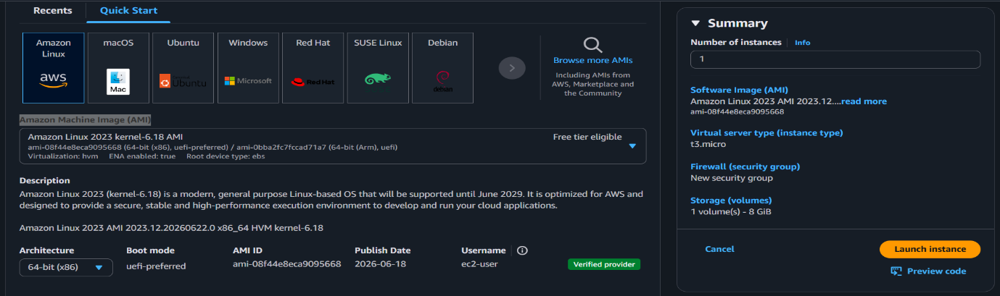 Recents
Quick Start
Amazon Linux
aws
macOS
Mac
Ubuntu
Ubuntu
Windows
Microsoft
Red Hat
Red Hat
SUSE Linux
Debian
debian
Browse more AMIs
Including AMIs from
AWS, Marketplace and
the Community
Amazon Machine Image (AMI)
Amazon Linux 2023 kernel-6.18 AMI
Free tier eligible
ami-08f44e8eca9095668 (64-bit (x86), uefi-preferred) / ami-0bba2fc7fccad71a7 (64-bit (Arm), uefi)
Virtualization: hvm ENA enabled: true Root device type: ebs
Description
Amazon Linux 2023 (kernel-6.18) is a modern, general purpose Linux-based OS that will be supported until June 2029. It is optimized for AWS and
designed to provide a secure, stable and high-performance execution environment to develop and run your cloud applications.
Amazon Linux 2023 AMI 2023.12.20260622.0 x86_64 HVM kernel-6.18
Architecture
64-bit (x86)
Boot mode
uefi-preferred
AMI ID
ami-08f44e8eca9095668
Publish Date
2026-06-18
Username
ec2-user
Verified provider
Summary
Number of instances Info
1
Software Image (AMI)
Amazon Linux 2023 AMI 2023.12....read more
ami-08f44e8eca9095668
Virtual server type (instance type)
t3.micro
Firewall (security group)
New security group
Storage (volumes)
1 volume(s) - 8 GiB
Cancel
Launch instance
Preview code